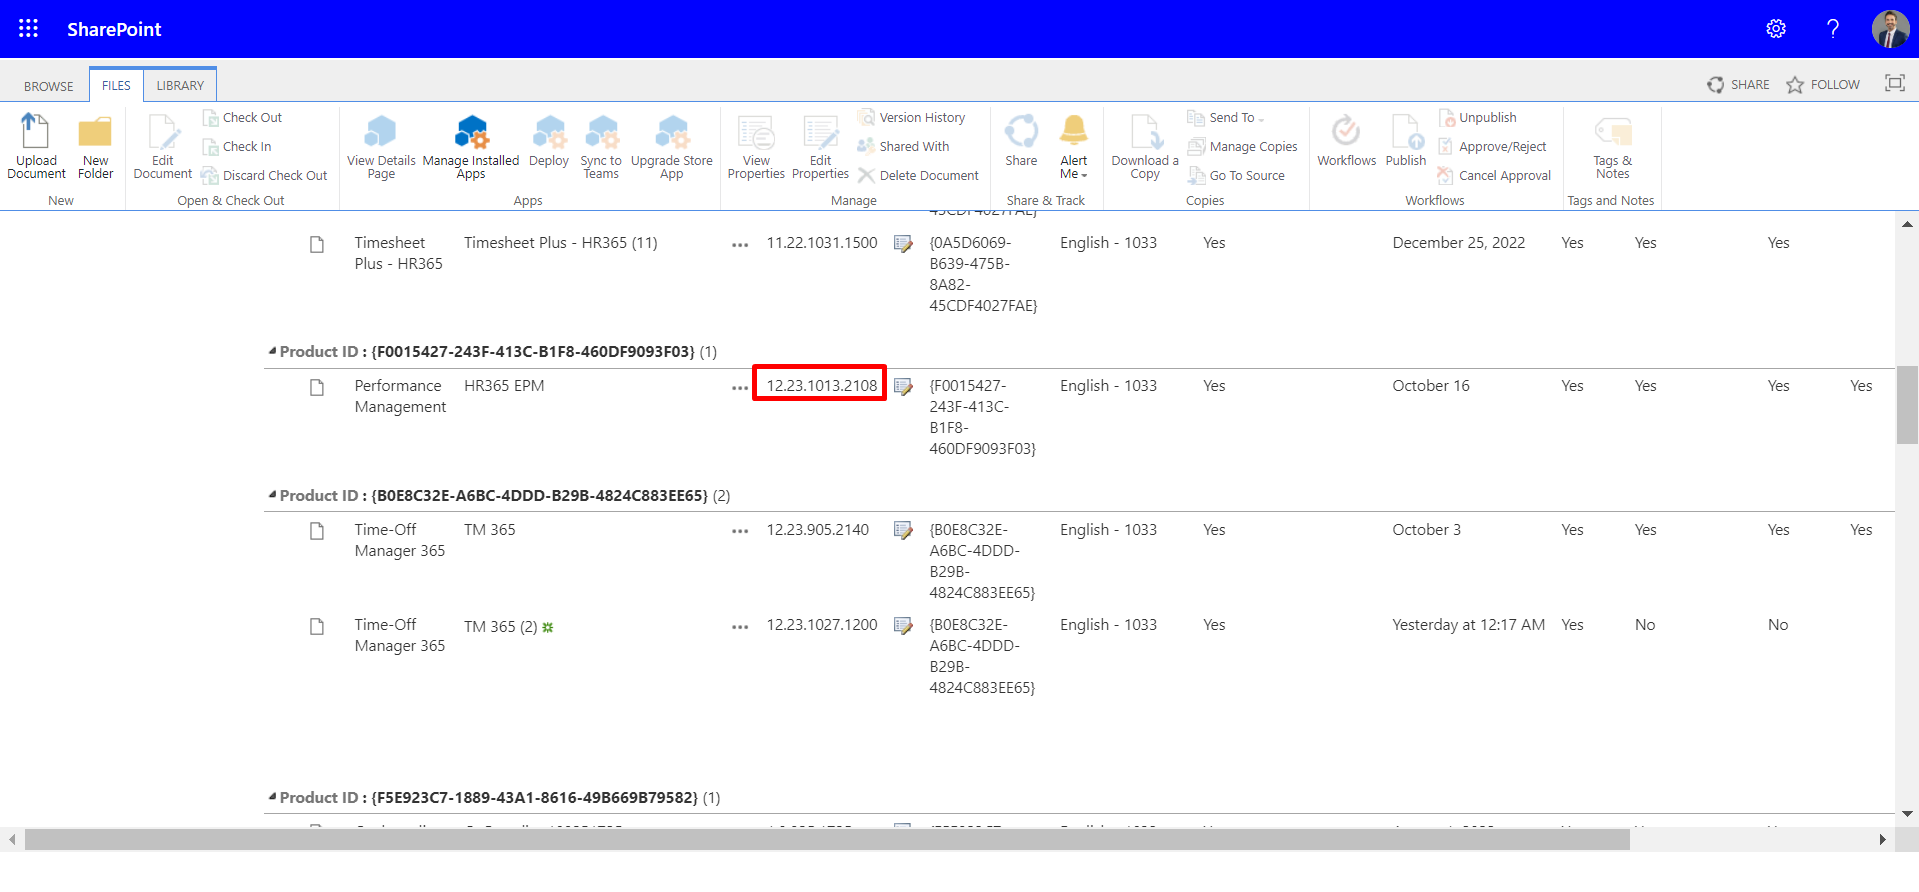 SharePoint
BROWSE FILES LIBRARY SHARE FOLLOW
Upload Document
New Folder
New
Edit Document
Check Out
Check In
Discard Check Out
Open & Check Out
View Details Page
Manage Installed Apps
Deploy
Sync to Teams
Upgrade Store App
Apps
View Properties
Edit Properties
Version History
Shared With
Delete Document
Manage
Share
Alert Me
Share & Track
Download a Copy
Send To
Manage Copies
Go To Source
Copies
Workflows
Publish
Unpublish
Approve/Reject
Cancel Approval
Workflows
Tags & Notes
Tags and Notes
45CDF4027FAE}
Timesheet Timesheet Plus - HR365 (11) ... 11.22.1031.1500 {0A5D6069- English - 1033 Yes December 25, 2022 Yes Yes Yes
Plus - HR365 B639-475B-
8A82-
45CDF4027FAE}
Product ID : {F0015427-243F-413C-B1F8-460DF9093F03} (1)
Performance HR365 EPM ... 12.23.1013.2108 {F0015427- English - 1033 Yes October 16 Yes Yes Yes Yes
Management 243F-413C-
B1F8-
460DF9093F03}
Product ID : {B0E8C32E-A6BC-4DDD-B29B-4824C883EE65} (2)
Time-Off TM 365 ... 12.23.905.2140 {B0E8C32E- English - 1033 Yes October 3 Yes Yes Yes Yes
Manager 365 A6BC-4DDD-
B29B-
4824C883EE65}
Time-Off TM 365 (2) ... 12.23.1027.1200 {B0E8C32E- English - 1033 Yes Yesterday at 12:17 AM Yes No No
Manager 365 A6BC-4DDD-
B29B-
4824C883EE65}
Product ID : {F5E923C7-1889-43A1-8616-49B669B79582} (1)